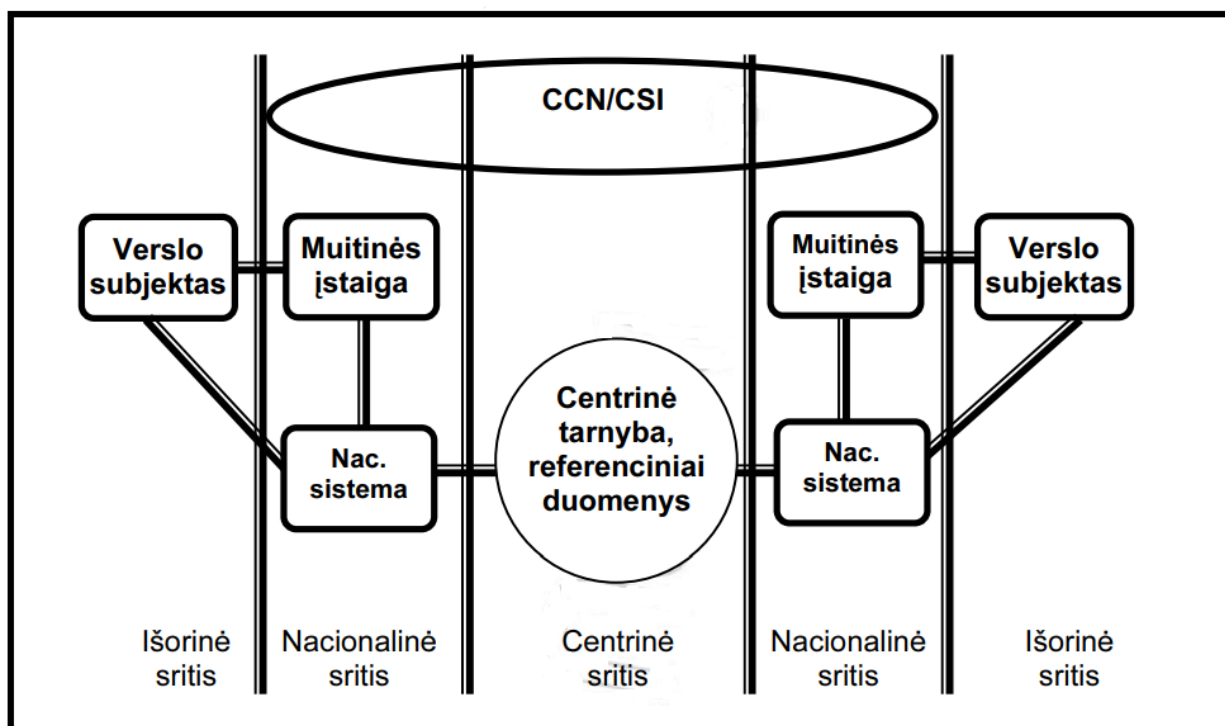 CCN/CSI
Verslo
subjektas
Muitinės
įstaiga
Muitinės
įstaiga
Verslo
subjektas
Centrinė
tarnyba,
referenciniai
duomenys
Nac.
sistema
Nac.
sistema
Išorinė
sritis
Nacionalinė
sritis
Centrinė
sritis
Nacionalinė
sritis
Išorinė
sritis